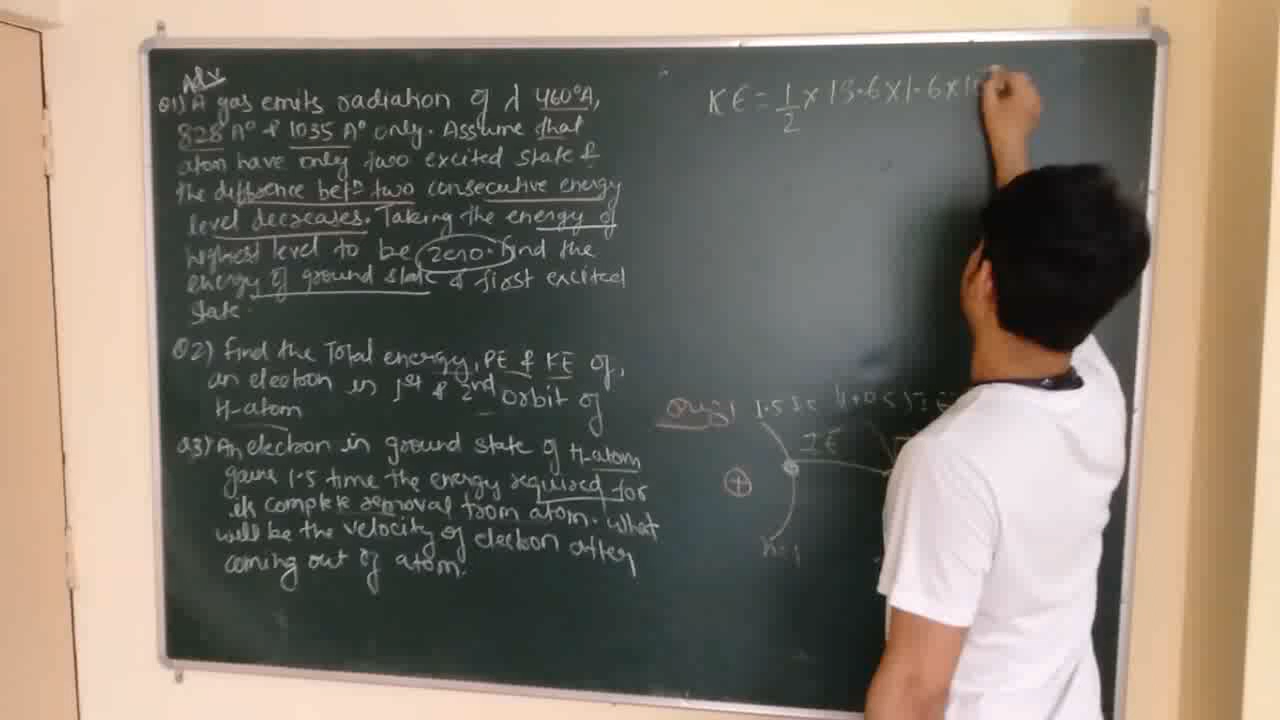 Adv
Q1) A gas emits radiation of λ 460°A,
828 A° & 1035 A° only. Assume that
atom have only two excited state &
the diffrence betn two consecutive energy
level decreases. Taking the energy of
highest level to be zero. Find the
energy of ground state & first excited
state.
Q2) Find the Total energy, PE & KE of,
an electron in 1st & 2nd orbit of
H-atom
Q3) An electron in ground state of H-atom
gains 1.5 time the energy required for
its complete removal from atom. What
will be the velocity of electron after
coming out of atom.
KE = 1/2 × 13.6 × 1.6 × 10
1.5
IE
+
n=1